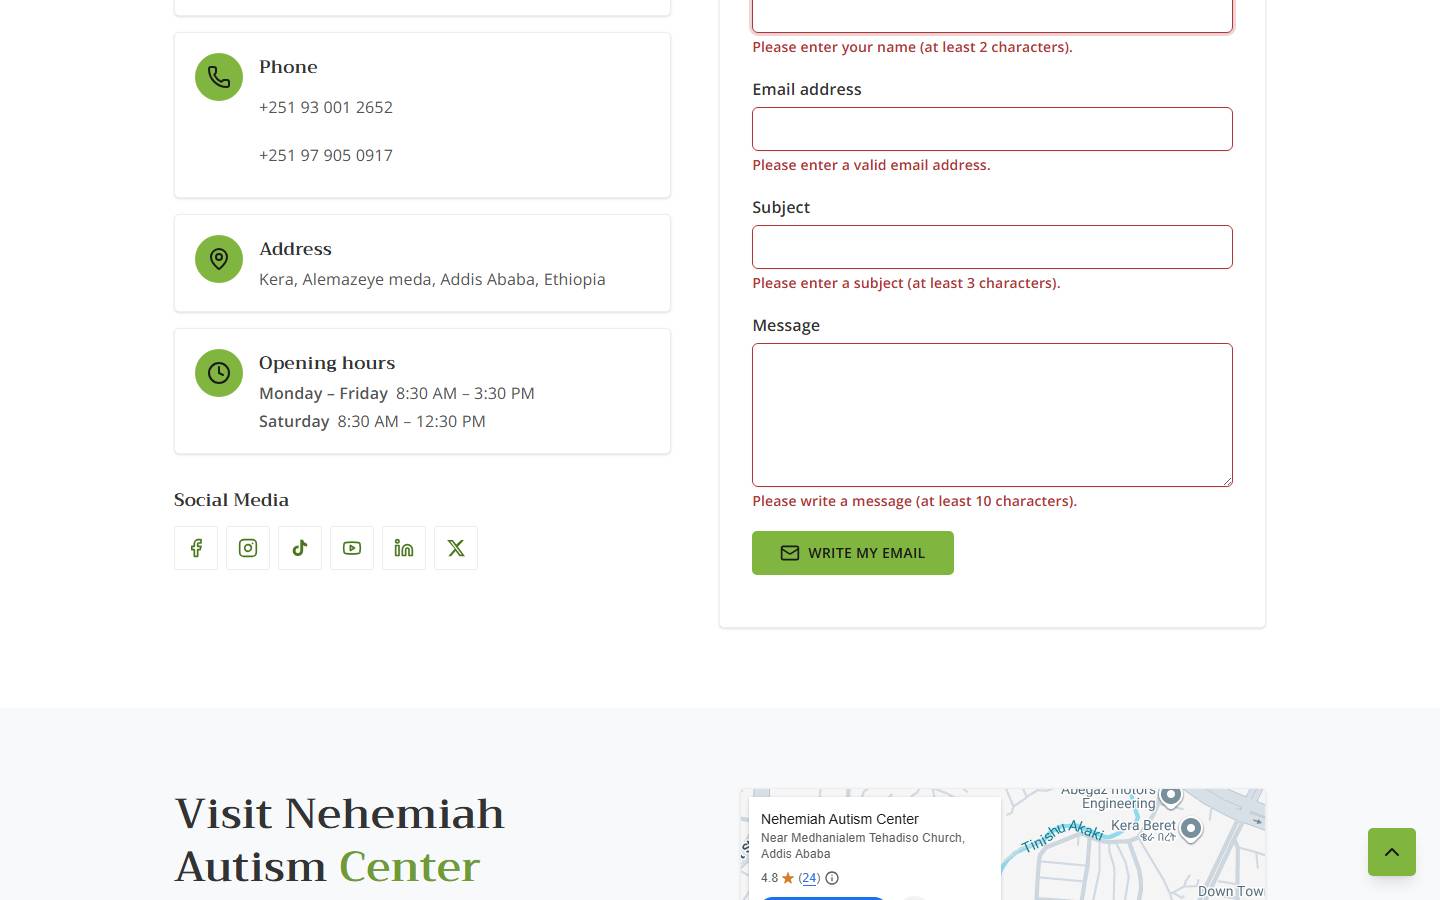 Phone
+251 93 001 2652
+251 97 905 0917
Address
Kera, Alemazeye meda, Addis Ababa, Ethiopia
Opening hours
Monday – Friday 8:30 AM – 3:30 PM
Saturday 8:30 AM – 12:30 PM
Social Media
Please enter your name (at least 2 characters).
Email address
Please enter a valid email address.
Subject
Please enter a subject (at least 3 characters).
Message
Please write a message (at least 10 characters).
WRITE MY EMAIL
Visit Nehemiah
Autism Center
Nehemiah Autism Center
Near Medhanialem Tehadiso Church,
Addis Ababa
4.8 (24)
Abegaz motors
Engineering
Tinishu Akaki
Kera Beret
ቄራ በረት
Down Tow